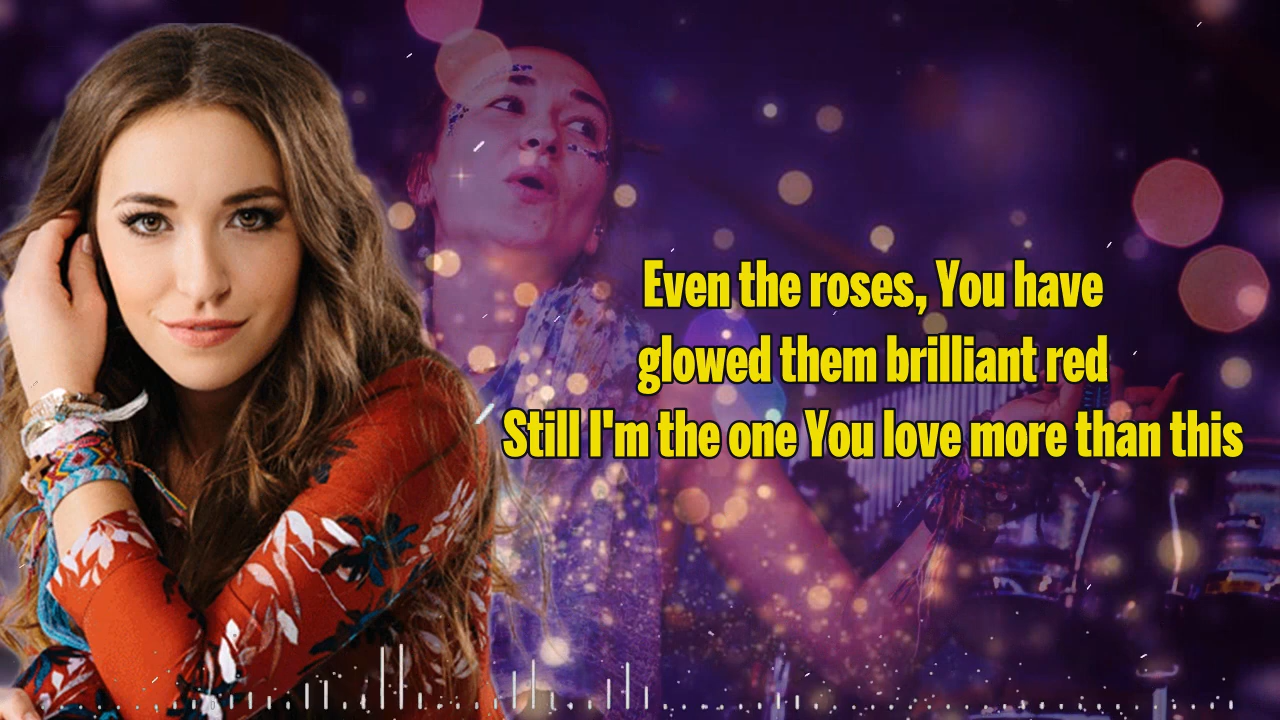 Even the roses, You have
glowed them brilliant red
Still I'm the one You love more than this